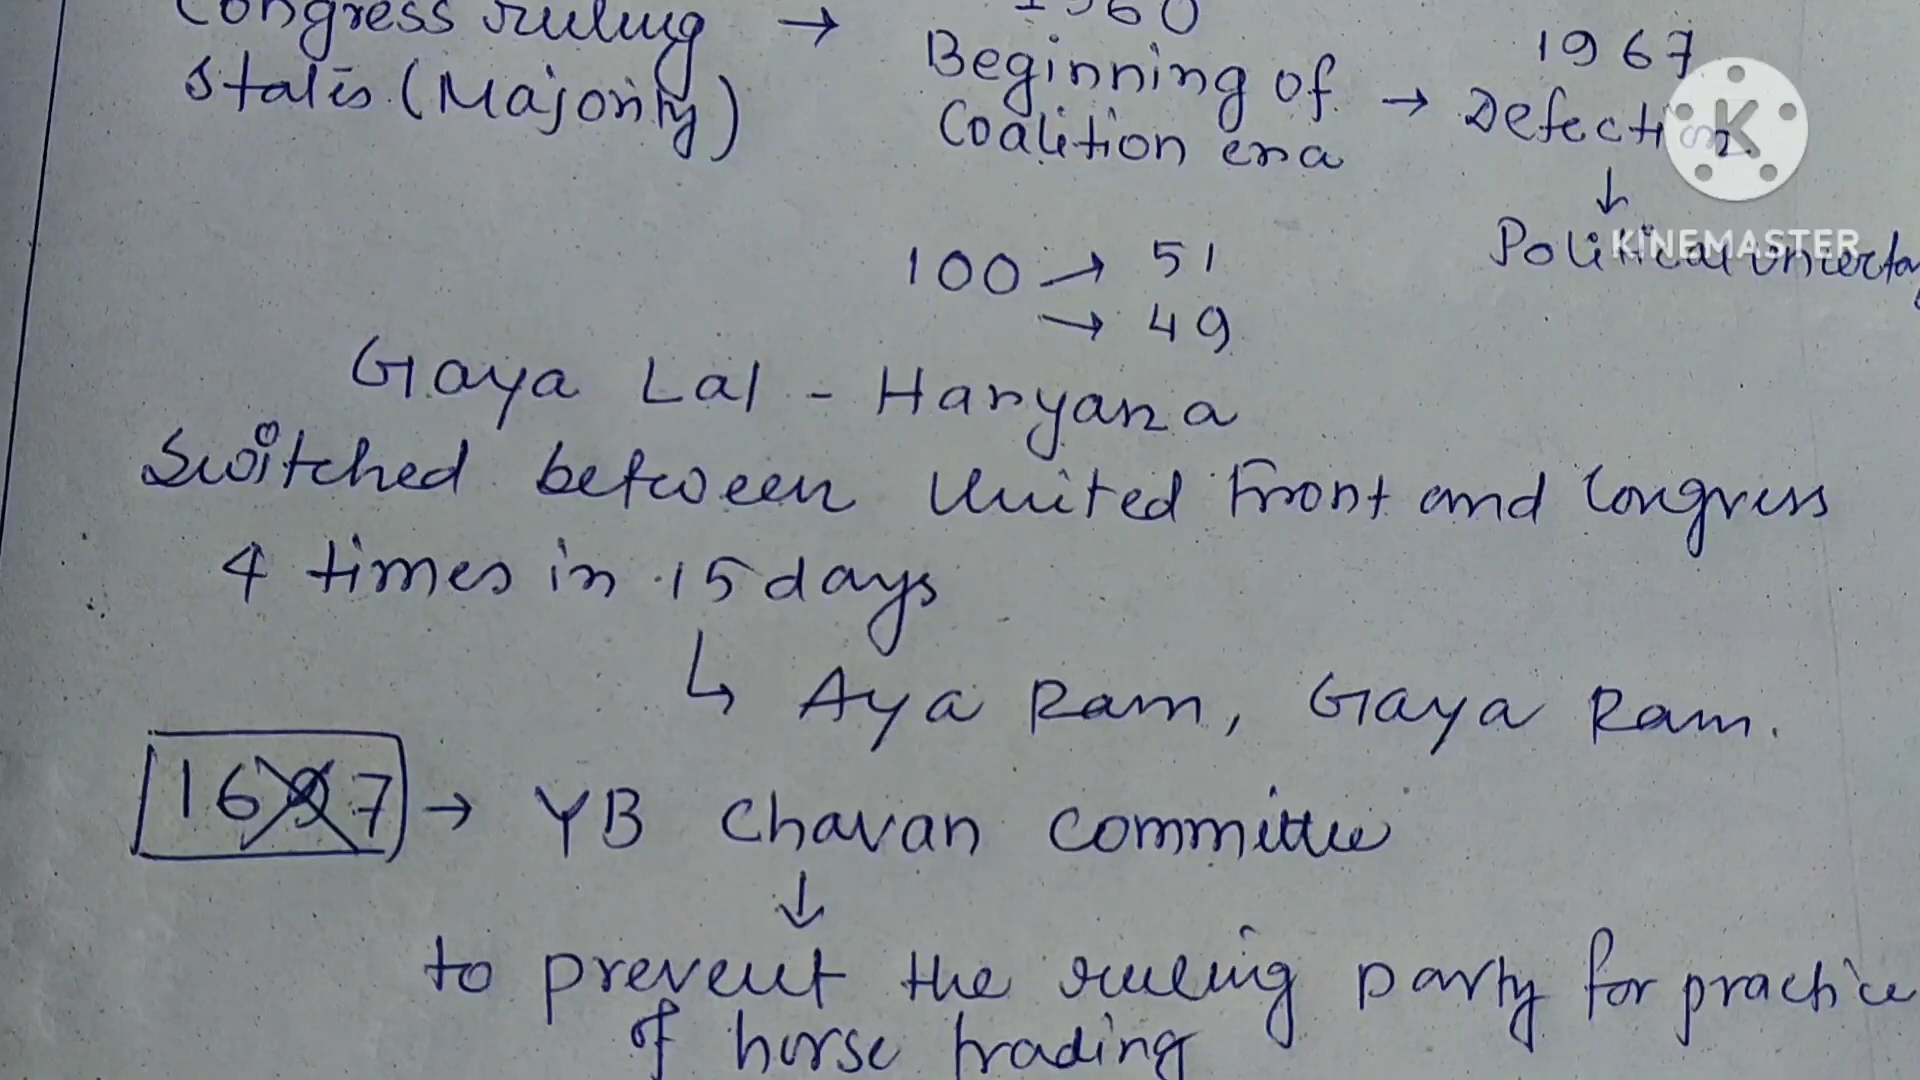 Congress ruling → 1960
States (Majority)
Beginning of → 1967
Coalition era
Defection
↓
Political
KINEMASTER
100 → 51
→ 49
Gaya Lal - Haryana
Switched between United Front and Congress
4 times in 15 days
↳ Aya Ram, Gaya Ram.
1697 → YB Chavan committee
↓
to prevent the ruling party for practice
of horse trading